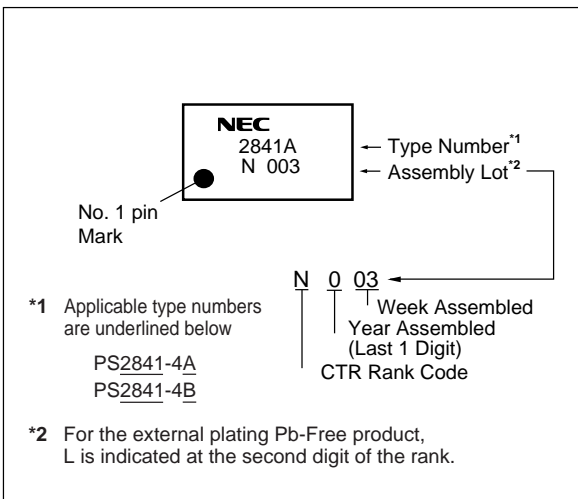 NEC
2841A
N 003
Type Number*1
Assembly Lot*2
No. 1 pin
Mark
N 0 03
Week Assembled
Year Assembled
(Last 1 Digit)
CTR Rank Code
*1 Applicable type numbers
are underlined below
PS2841-4A
PS2841-4B
*2 For the external plating Pb-Free product,
L is indicated at the second digit of the rank.